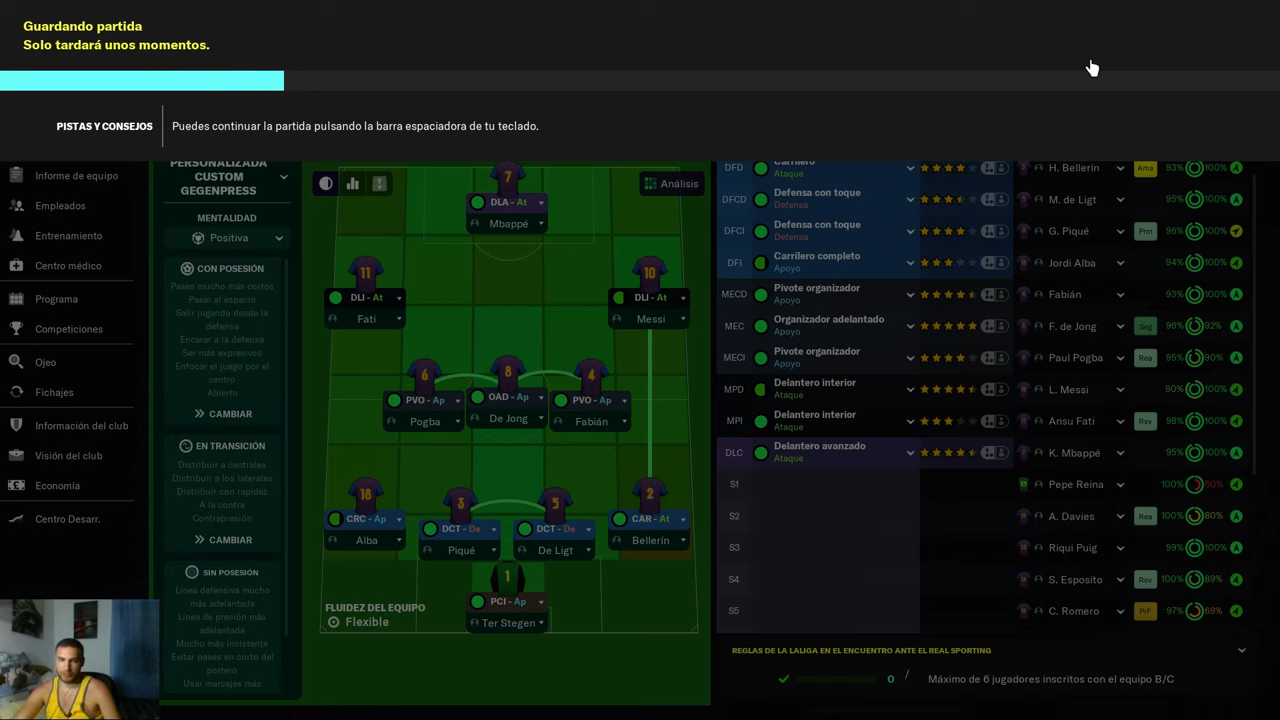 Guardando partida
Solo tardará unos momentos.
PISTAS Y CONSEJOS
Puedes continuar la partida pulsando la barra espaciadora de tu teclado.
Informe de equipo
Empleados
Entrenamiento
Centro médico
Programa
Competiciones
Ojeo
Fichajes
Información del club
Visión del club
Economía
Centro Desarr.
PERSONALIZADA
CUSTOM
GEGENPRESS
MENTALIDAD
Positiva
CON POSESIÓN
Pases mucho más cortos
Pasar al espacio
Salir jugando desde la
defensa
Encarar a la defensa
Ser más expresivos
Enfocar el juego por el
centro
Abierto
CAMBIAR
EN TRANSICIÓN
Distribuir a centrales
Distribuir a los laterales
Distribuir con rapidez
A la contra
Contrapresión
CAMBIAR
SIN POSESIÓN
Línea defensiva mucho
más adelantada
Línea de presión más
adelantada
Mucho más insistente
Evitar pases en corto del
portero
Usar marcajes más
Análisis
7
DLA - At
Mbappé
11
DLI - At
Fati
10
DLI - At
Messi
6
PVO - Ap
Pogba
8
OAD - Ap
De Jong
4
PVO - Ap
Fabián
18
CRC - Ap
Alba
3
DCT - De
Piqué
5
DCT - De
De Ligt
2
CAR - At
Bellerín
1
PCI - Ap
Ter Stegen
FLUIDEZ DEL EQUIPO
Flexible
DFD Carrilero Ataque H. Bellerín Ama 93% 100%
DFCD Defensa con toque Defensa M. de Ligt 95% 100%
DFCI Defensa con toque Defensa G. Piqué Prm 96% 100%
DFI Carrilero completo Apoyo Jordi Alba 94% 100%
MECD Pivote organizador Apoyo Fabián 93% 100%
MEC Organizador adelantado Apoyo F. de Jong Seg 96% 92%
MECI Pivote organizador Apoyo Paul Pogba Rea 95% 90%
MPD Delantero interior Ataque L. Messi 90% 100%
MPI Delantero interior Ataque Ansu Fati Rsv 98% 100%
DLC Delantero avanzado Ataque K. Mbappé 95% 100%
S1 Pepe Reina 100% 50%
S2 A. Davies Rea 100% 80%
S3 Riqui Puig 99% 100%
S4 S. Esposito Rsv 100% 89%
S5 C. Romero PrF 97% 69%
REGLAS DE LA LALIGA EN EL ENCUENTRO ANTE EL REAL SPORTING
0 / Máximo de 6 jugadores inscritos con el equipo B/C